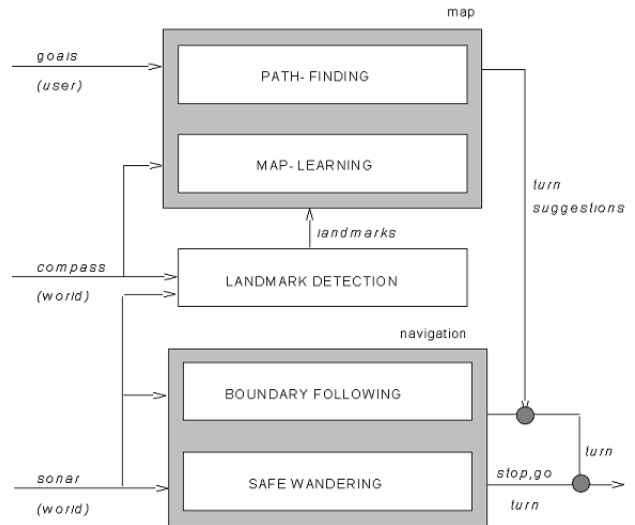 map
goals
(user)
PATH-FINDING
MAP-LEARNING
turn
suggestions
landmarks
compass
(world)
LANDMARK DETECTION
navigation
BOUNDARY FOLLOWING
turn
sonar
(world)
SAFE WANDERING
stop,go
turn